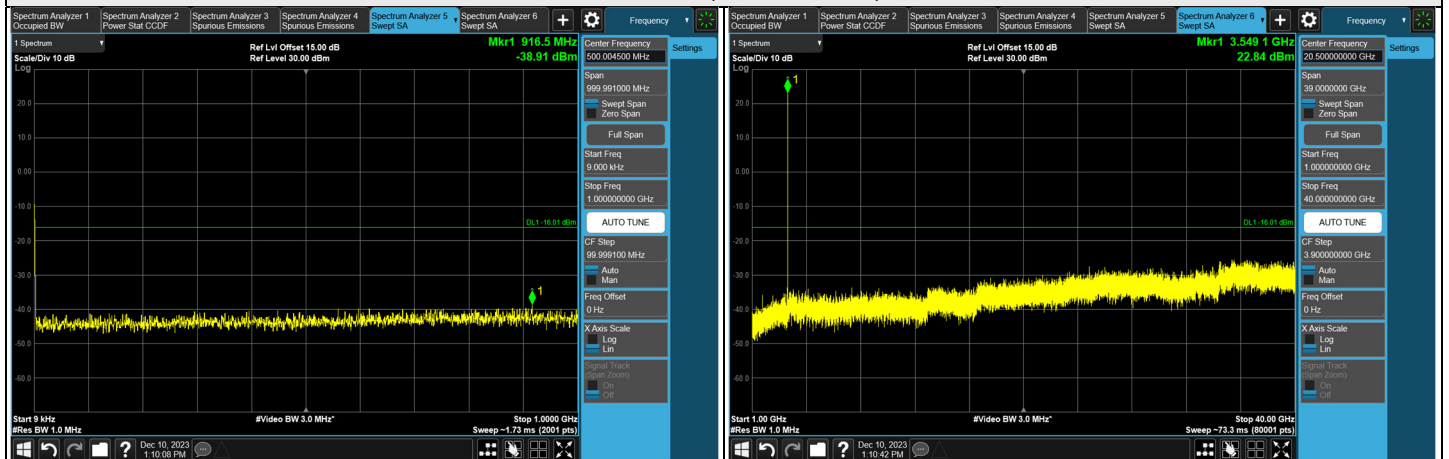 Spectrum Analyzer 1
Occupied BW
Spectrum Analyzer 2
Power Stat CCDF
Spectrum Analyzer 3
Spurious Emissions
Spectrum Analyzer 4
Spurious Emissions
Spectrum Analyzer 5
Swept SA
Spectrum Analyzer 6
Swept SA
Frequency
1 Spectrum
Scale/Div 10 dB
Log
Ref Lvl Offset 15.00 dB
Ref Level 30.00 dBm
Mkr1 916.5 MHz
-38.91 dBm
20.0
10.0
0.00
-10.0
-20.0
-30.0
-40.0
-50.0
-60.0
DL1 -16.01 dBm
1
Start 9 kHz
#Res BW 1.0 MHz
#Video BW 3.0 MHz*
Stop 1.0000 GHz
Sweep ~1.73 ms (2001 pts)
Center Frequency
500.004500 MHz
Settings
Span
999.991000 MHz
Swept Span
Zero Span
Full Span
Start Freq
9.000 kHz
Stop Freq
1.000000000 GHz
AUTO TUNE
CF Step
99.999100 MHz
Auto
Man
Freq Offset
0 Hz
X Axis Scale
Log
Lin
Signal Track
(Span Zoom)
On
Off
?
Dec 10, 2023
1:10:08 PM
Spectrum Analyzer 1
Occupied BW
Spectrum Analyzer 2
Power Stat CCDF
Spectrum Analyzer 3
Spurious Emissions
Spectrum Analyzer 4
Spurious Emissions
Spectrum Analyzer 5
Swept SA
Spectrum Analyzer 6
Swept SA
Frequency
1 Spectrum
Scale/Div 10 dB
Log
Ref Lvl Offset 15.00 dB
Ref Level 30.00 dBm
Mkr1 3.549 1 GHz
22.84 dBm
20.0
10.0
0.00
-10.0
-20.0
-30.0
-40.0
-50.0
-60.0
DL1 -16.01 dBm
1
Start 1.00 GHz
#Res BW 1.0 MHz
#Video BW 3.0 MHz*
Stop 40.00 GHz
Sweep ~73.3 ms (80001 pts)
Center Frequency
20.50000000 GHz
Settings
Span
39.0000000 GHz
Swept Span
Zero Span
Full Span
Start Freq
1.000000000 GHz
Stop Freq
40.000000000 GHz
AUTO TUNE
CF Step
3.900000000 GHz
Auto
Man
Freq Offset
0 Hz
X Axis Scale
Log
Lin
Signal Track
(Span Zoom)
On
Off
?
Dec 10, 2023
1:10:42 PM